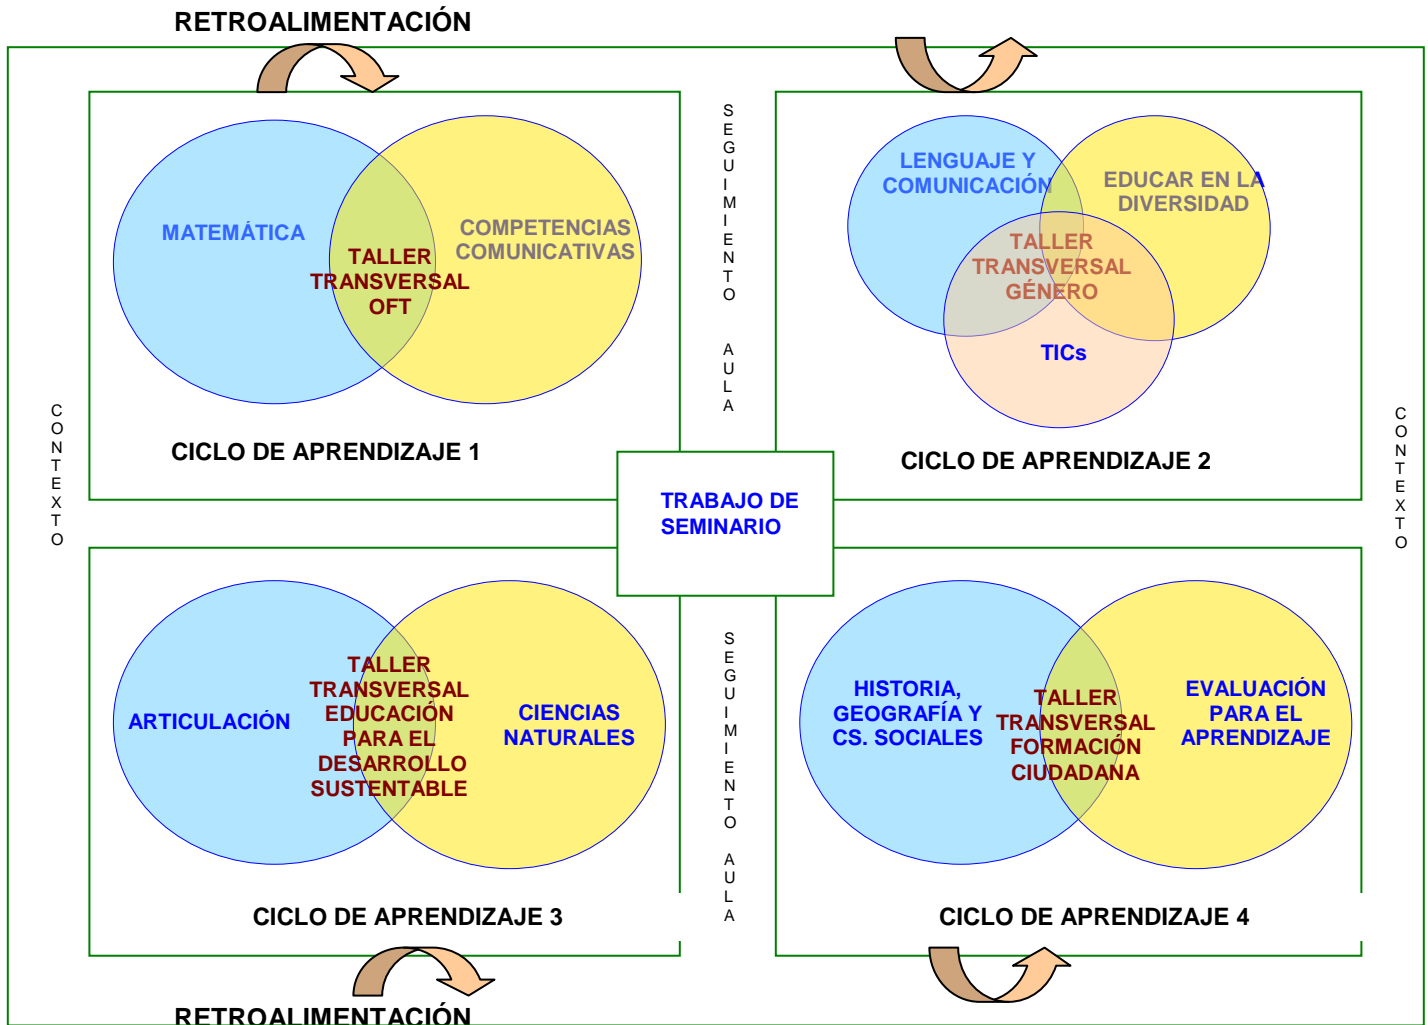 RETROALIMENTACIÓN
MATEMÁTICA
COMPETENCIAS
COMUNICATIVAS
TALLER
TRANSVERSAL
OFT
CICLO DE APRENDIZAJE 1
SEGUIMIENTO AULA
LENGUAJE Y
COMUNICACIÓN
EDUCAR EN LA
DIVERSIDAD
TALLER
TRANSVERSAL
GÉNERO
TICs
CICLO DE APRENDIZAJE 2
CONTEXTO
CONTEXTO
TRABAJO DE
SEMINARIO
ARTICULACIÓN
TALLER
TRANSVERSAL
EDUCACIÓN
PARA EL
DESARROLLO
SUSTENTABLE
CIENCIAS
NATURALES
CICLO DE APRENDIZAJE 3
SEGUIMIENTO AULA
HISTORIA,
GEOGRAFÍA Y
CS. SOCIALES
TALLER
TRANSVERSAL
FORMACIÓN
CIUDADANA
EVALUACIÓN
PARA EL
APRENDIZAJE
CICLO DE APRENDIZAJE 4
RETROALIMENTACIÓN